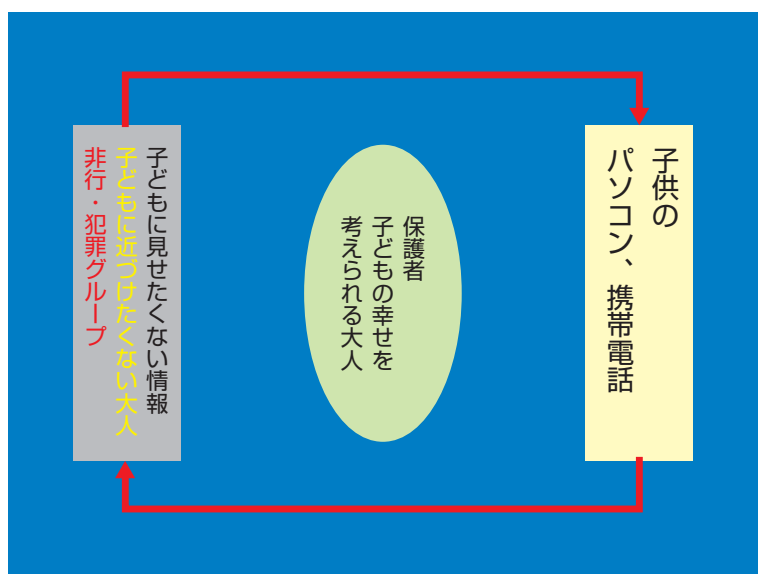 子供の
パソコン、携帯電話
保護者
子どもの幸せを
考えられる大人
子どもに見せたくない情報
子どもに近づけたくない大人
非行・犯罪グループ